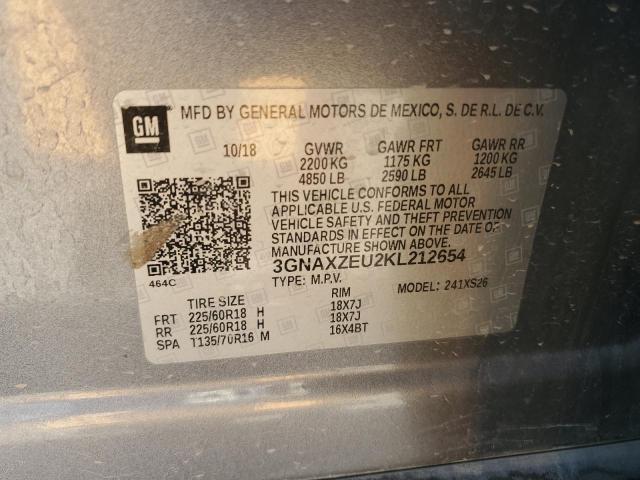 GM
MFD BY GENERAL MOTORS DE MEXICO, S. DE R.L. DE C.V.
10/18 GVWR GAWR FRT GAWR RR
2200 KG 1175 KG 1200 KG
4850 LB 2590 LB 2645 LB
THIS VEHICLE CONFORMS TO ALL
APPLICABLE U.S. FEDERAL MOTOR
VEHICLE SAFETY AND THEFT PREVENTION
STANDARDS IN EFFECT ON THE DATE OF
MANUFACTURE SHOWN ABOVE.
3GNAXZEU2KL212654
464C TYPE: M.P.V. MODEL: 241XS26
TIRE SIZE RIM
FRT 225/60R18 H 18X7J
RR 225/60R18 H 18X7J
SPA T135/70R16 M 16X4BT